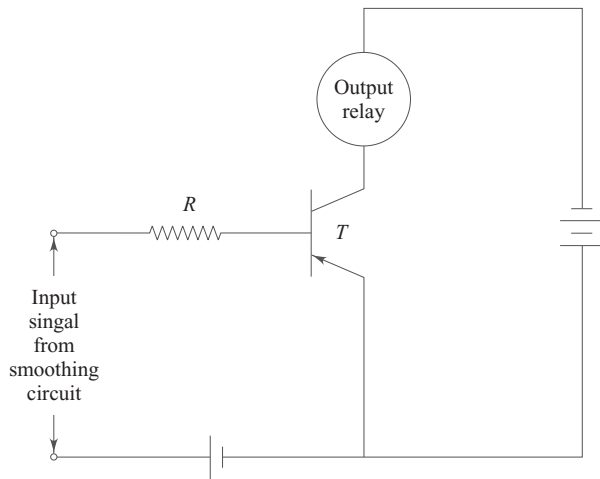 Output
relay
R
T
Input
singal
from
smoothing
circuit